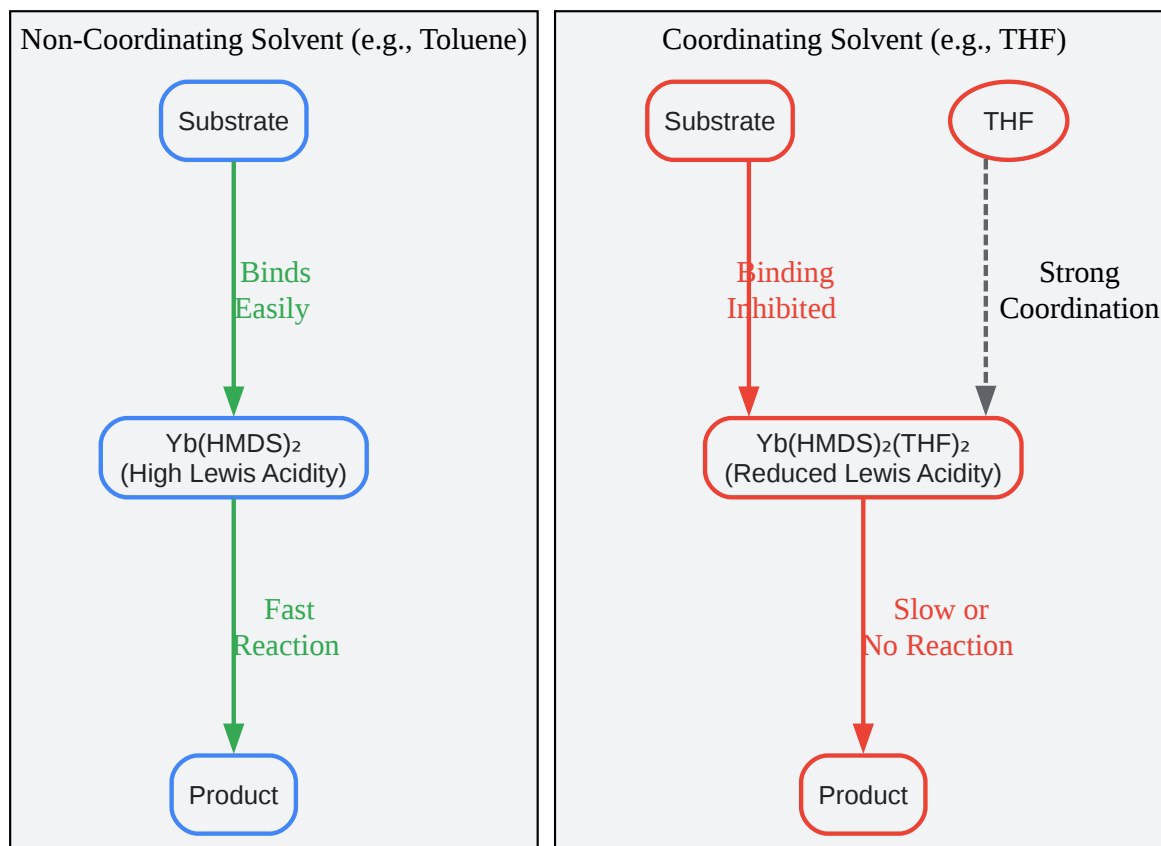 Non-Coordinating Solvent (e.g., Toluene)
Substrate
Binds
Easily
Yb(HMDS)₂
(High Lewis Acidity)
Fast
Reaction
Product
Coordinating Solvent (e.g., THF)
Substrate
THF
Binding
Inhibited
Strong
Coordination
Yb(HMDS)₂(THF)₂
(Reduced Lewis Acidity)
Slow or
No Reaction
Product